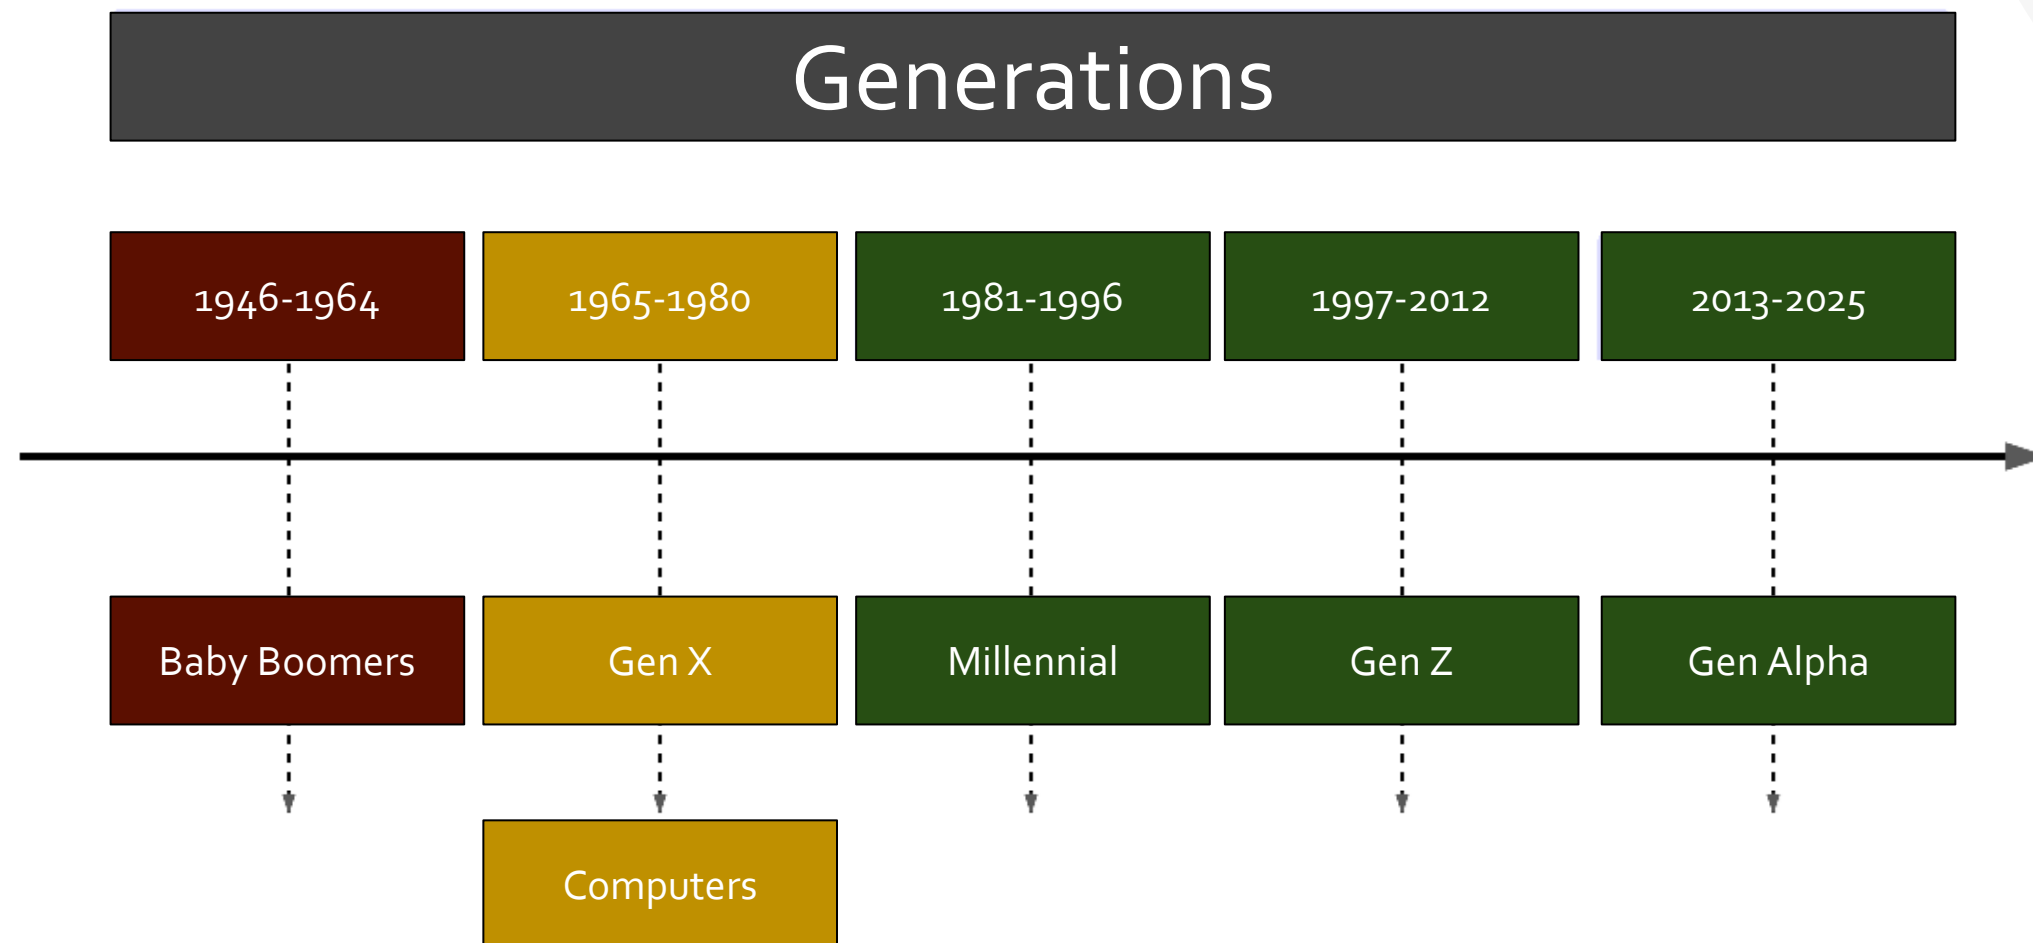 Generations
1946-1964
1965-1980
1981-1996
1997-2012
2013-2025
Baby Boomers
Gen X
Millennial
Gen Z
Gen Alpha
Computers